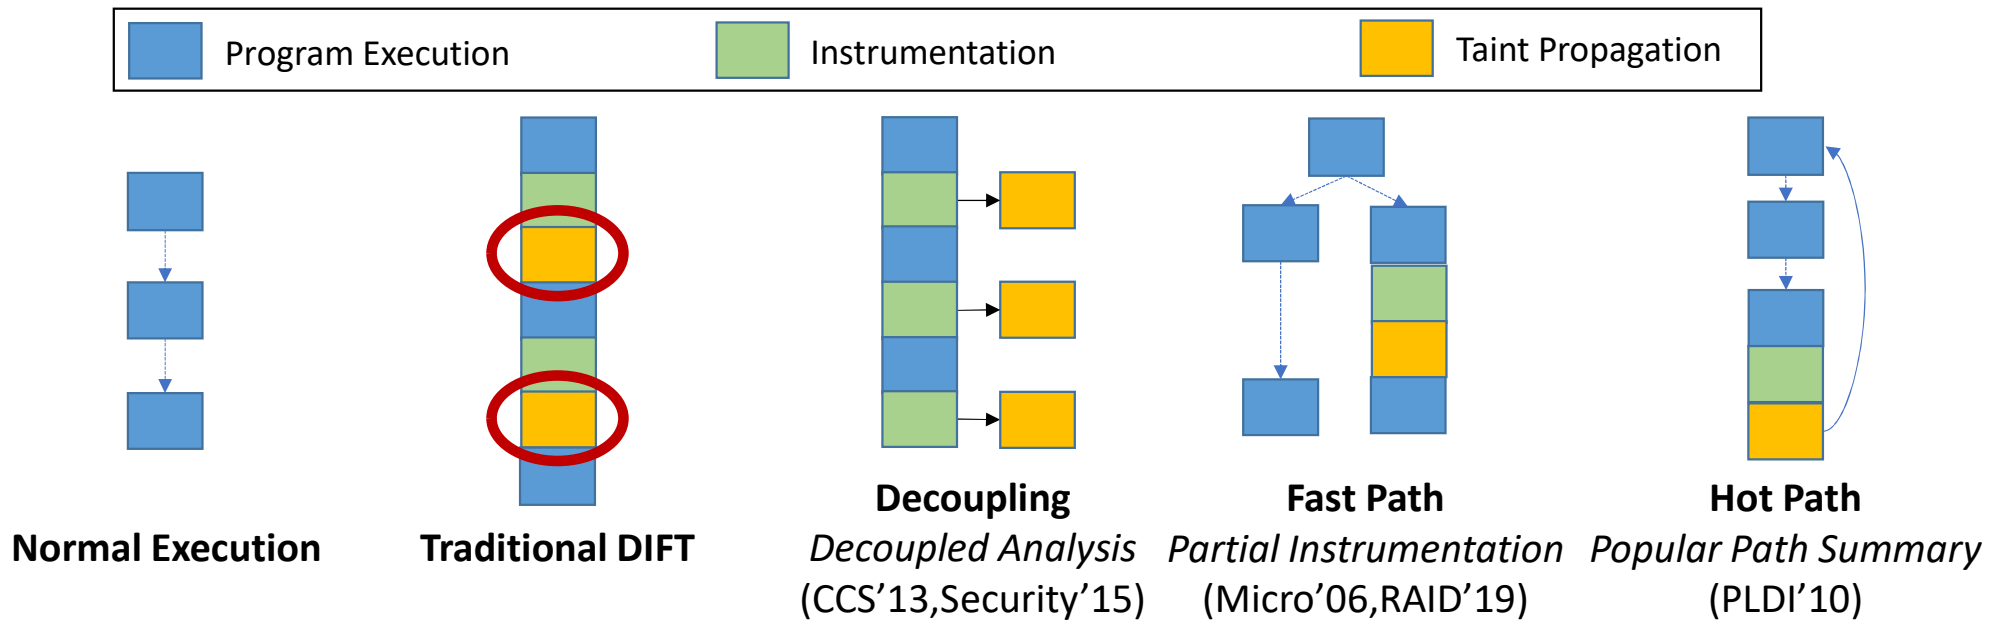 Program Execution
Instrumentation
Taint Propagation
Normal Execution
Traditional DIFT
Decoupling
Decoupled Analysis
(CCS’13,Security’15)
Fast Path
Partial Instrumentation
(Micro’06,RAID’19)
Hot Path
Popular Path Summary
(PLDI’10)